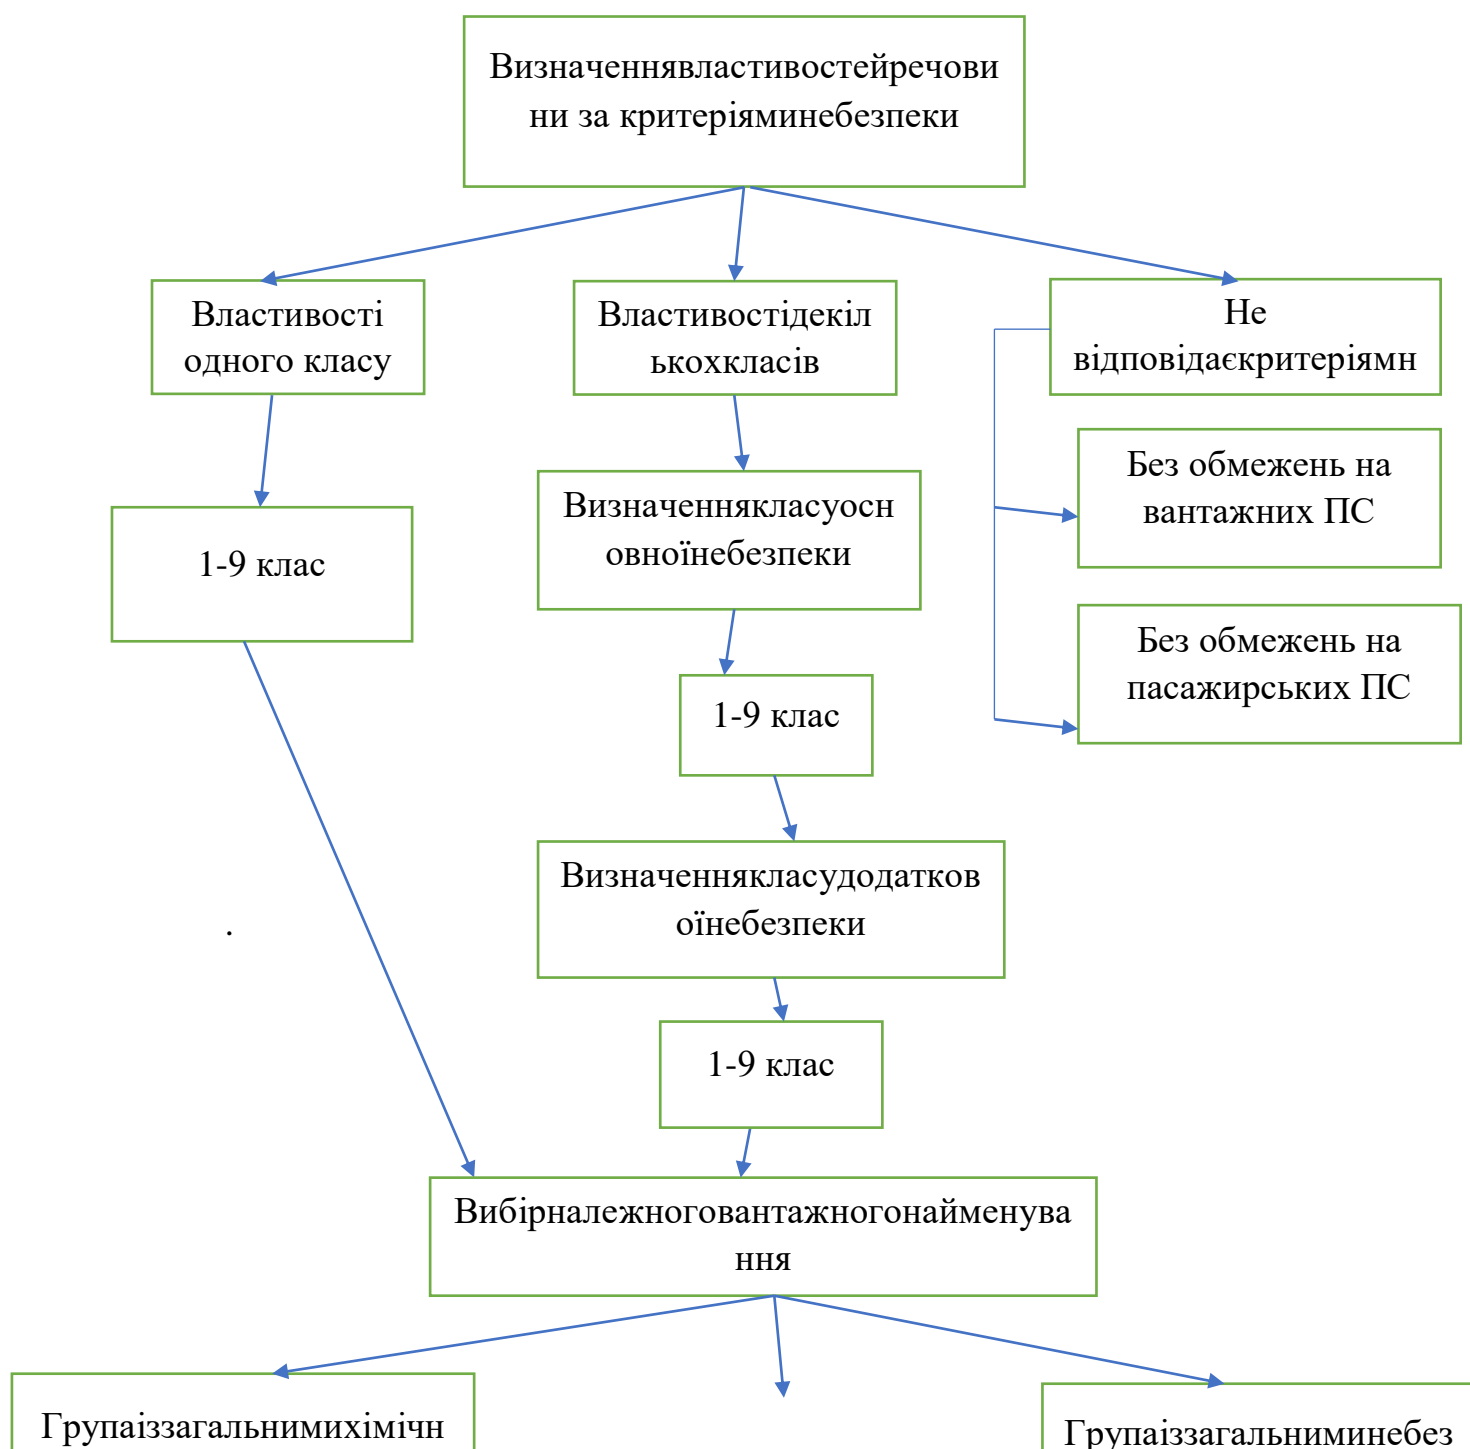 Визначеннявластивостейречови
ни за критеріяминебезпеки
Властивості
одного класу
Властивостідекіл
ькохкласів
Не
відповідаєкритеріямн
Без обмежень на
вантажних ПС
Визначеннякласуосн
овноїнебезпеки
1-9 клас
Без обмежень на
пасажирських ПС
1-9 клас
Визначеннякласудодатков
оїнебезпеки
.
1-9 клас
Вибірналежноговантажногонайменува
ння
Групаіззагальнимихімічн
Групаіззагальниминебез